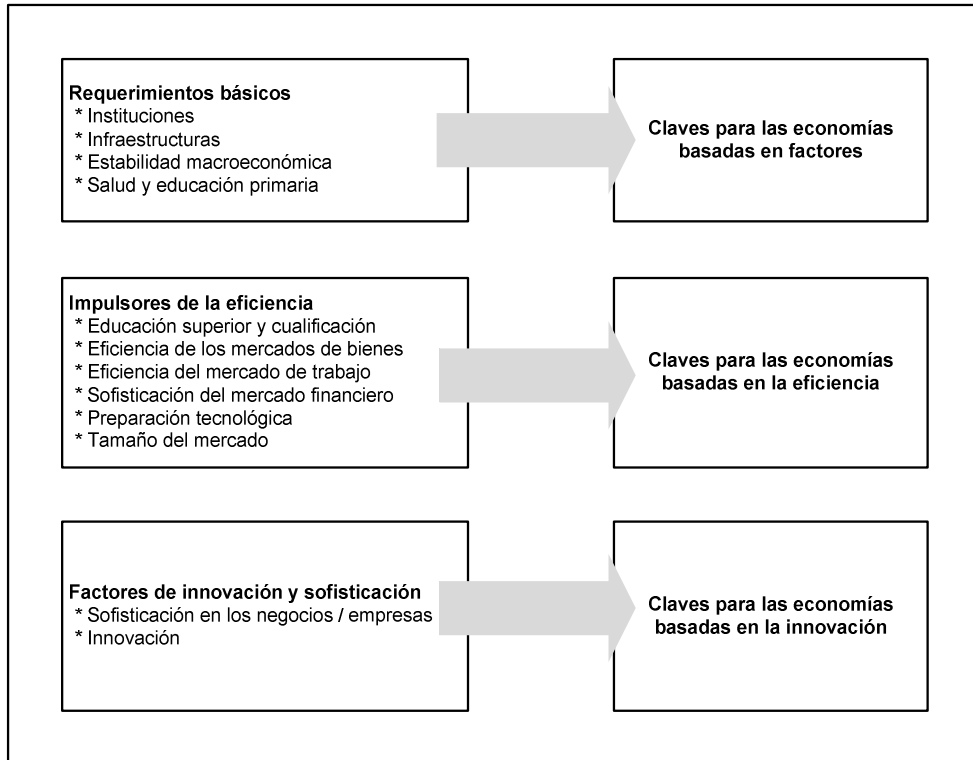 Requerimientos básicos
* Instituciones
* Infraestructuras
* Estabilidad macroeconómica
* Salud y educación primaria
Claves para las economías
basadas en factores
Impulsores de la eficiencia
* Educación superior y cualificación
* Eficiencia de los mercados de bienes
* Eficiencia del mercado de trabajo
* Sofisticación del mercado financiero
* Preparación tecnológica
* Tamaño del mercado
Claves para las economías
basadas en la eficiencia
Factores de innovación y sofisticación
* Sofisticación en los negocios / empresas
* Innovación
Claves para las economías
basadas en la innovación